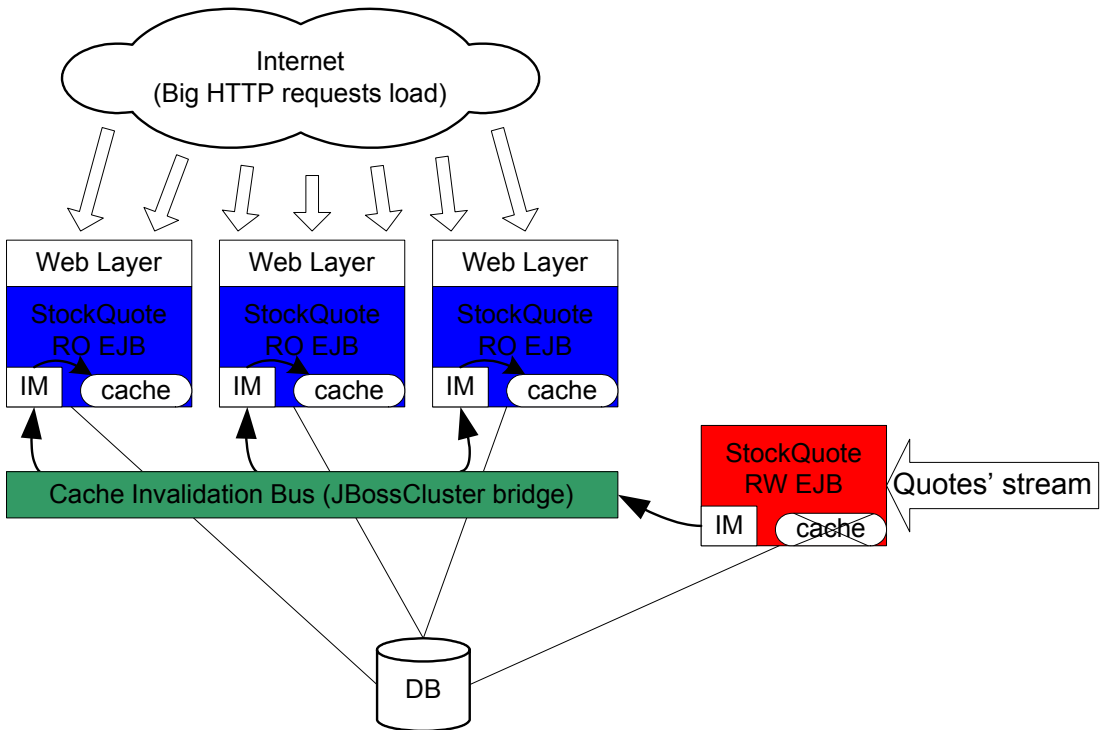 Internet
(Big HTTP requests load)
Web Layer
Web Layer
Web Layer
StockQuote
RO EJB
StockQuote
RO EJB
StockQuote
RO EJB
IM
cache
IM
cache
IM
cache
StockQuote
RW EJB
Quotes’ stream
Cache Invalidation Bus (JBossCluster bridge)
IM
cache
DB